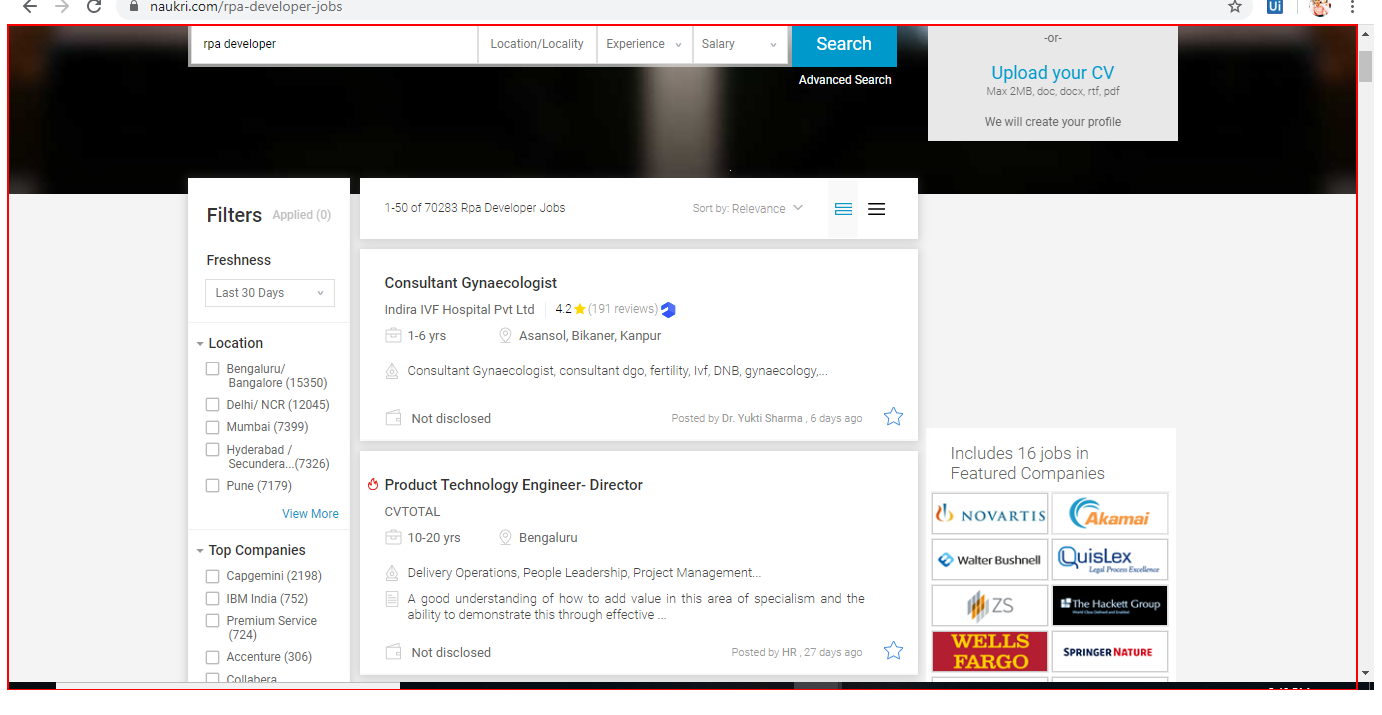 naukri.com/rpa-developer-jobs
Ui
rpa developer
Location/Locality
Experience
Salary
Search
Advanced Search
-or-
Upload your CV
Max 2MB, doc, docx, rtf, pdf
We will create your profile
Filters Applied (0)
Freshness
Last 30 Days
Location
Bengaluru/
Bangalore (15350)
Delhi/ NCR (12045)
Mumbai (7399)
Hyderabad /
Secundera...(7326)
Pune (7179)
View More
Top Companies
Capgemini (2198)
IBM India (752)
Premium Service
(724)
Accenture (306)
Collabera
1-50 of 70283 Rpa Developer Jobs
Sort by: Relevance
Consultant Gynaecologist
Indira IVF Hospital Pvt Ltd 4.2 (191 reviews)
1-6 yrs Asansol, Bikaner, Kanpur
Consultant Gynaecologist, consultant dgo, fertility, Ivf, DNB, gynaecology,...
Not disclosed Posted by Dr. Yukti Sharma , 6 days ago
Product Technology Engineer- Director
CVTOTAL
10-20 yrs Bengaluru
Delivery Operations, People Leadership, Project Management...
A good understanding of how to add value in this area of specialism and the
ability to demonstrate this through effective ...
Not disclosed Posted by HR , 27 days ago
Includes 16 jobs in
Featured Companies
NOVARTIS
Akamai
Walter Bushnell
QUISLEX
Legal Process Excellence
ZS
The Hackett Group
WELLS
FARGO
SPRINGER NATURE